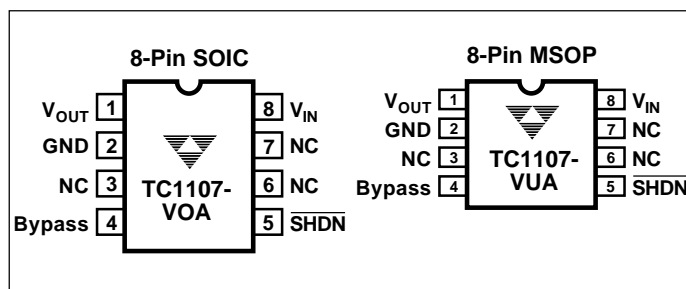 8-Pin SOIC
VOUT 1 8 VIN
GND 2 7 NC
NC 3 6 NC
Bypass 4 5 SHDN
TC1107-
VOA
8-Pin MSOP
VOUT 1 8 VIN
GND 2 7 NC
NC 3 6 NC
Bypass 4 5 SHDN
TC1107-
VUA